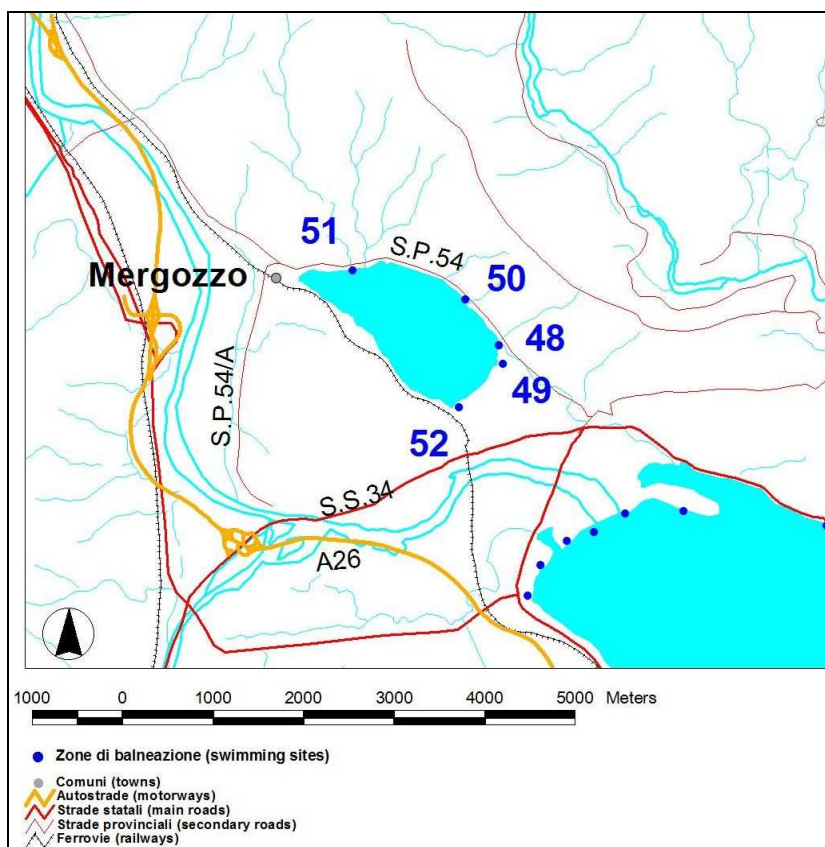 51
S.P.54
50
Mergozzo
48
S.P.54/A
49
52
S.S.34
A26
1000 0 1000 2000 3000 4000 5000 Meters
Zone di balneazione (swimming sites)
Comuni (towns)
Autostrade (motorways)
Strade statali (main roads)
Strade provinciali (secondary roads)
Ferrovie (railways)